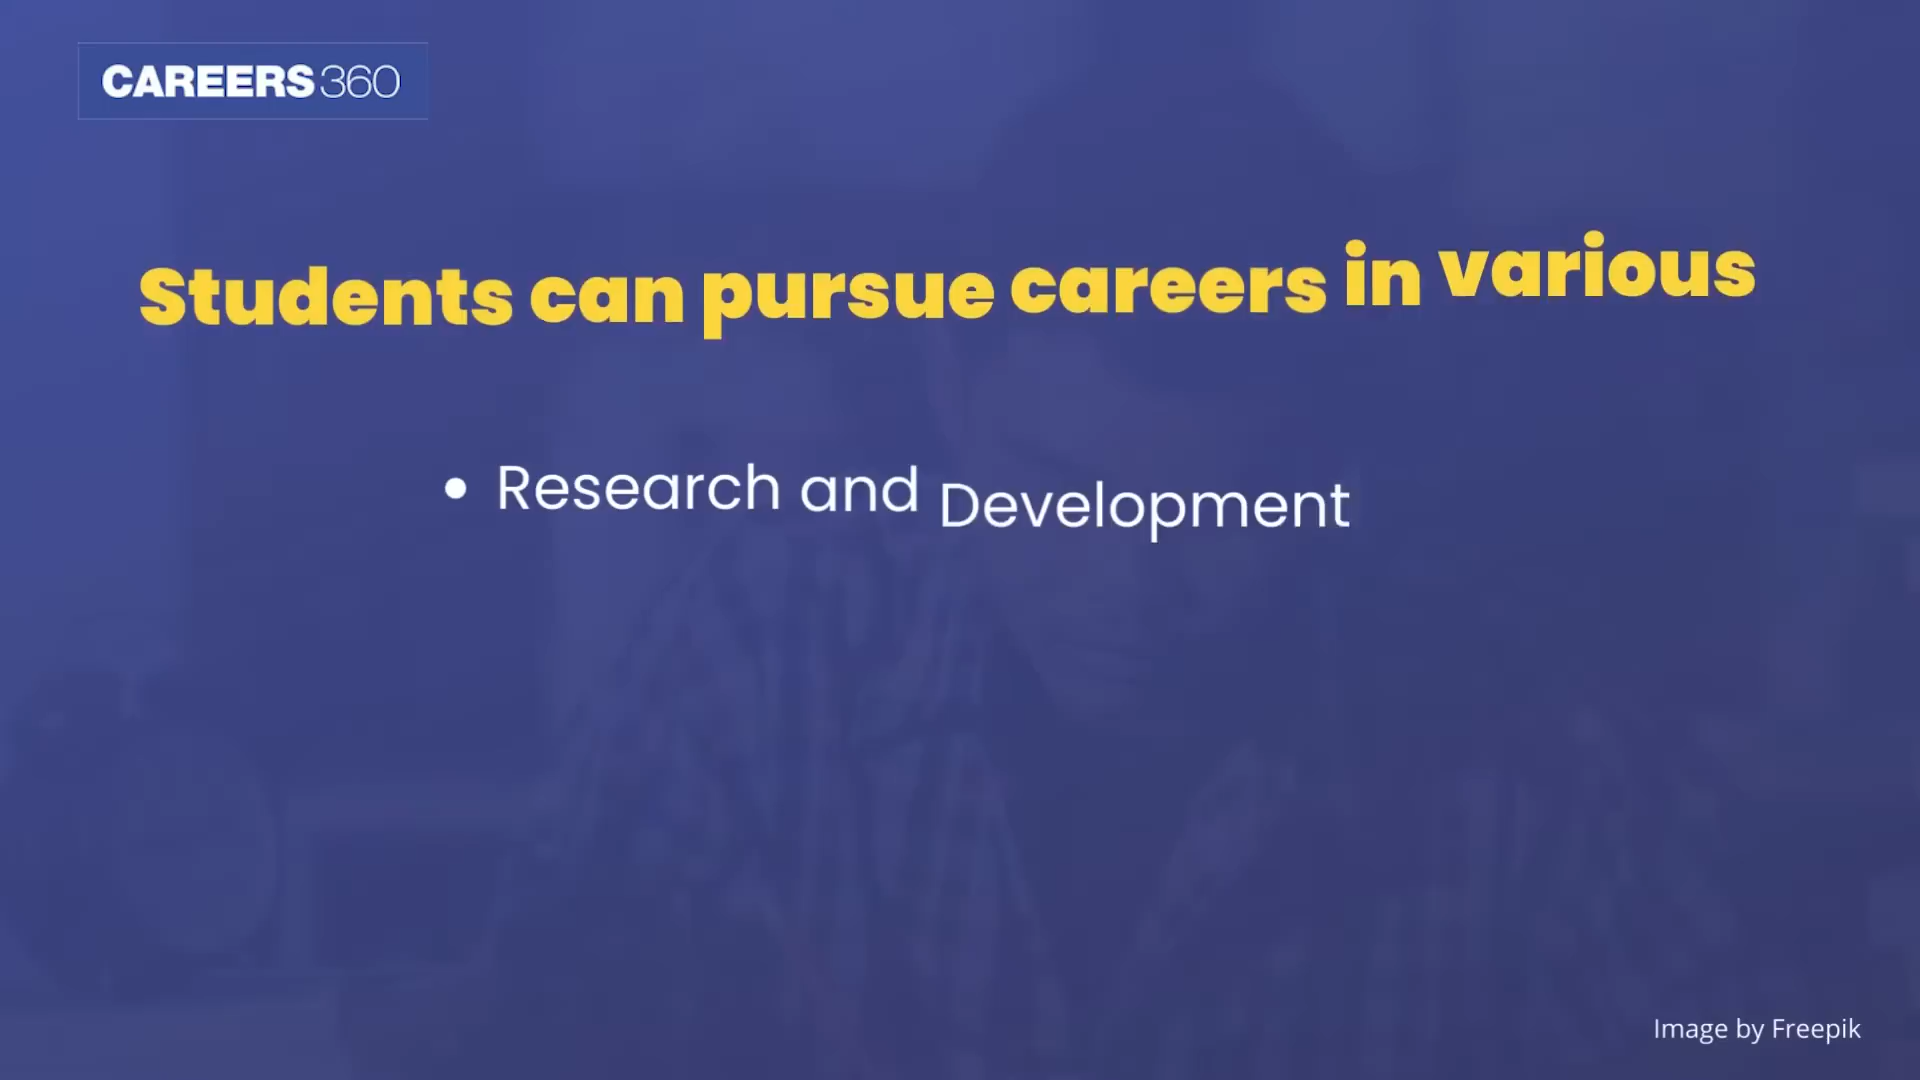 CAREERS360
Students can pursue careers in various
• Research and Development
Image by Freepik